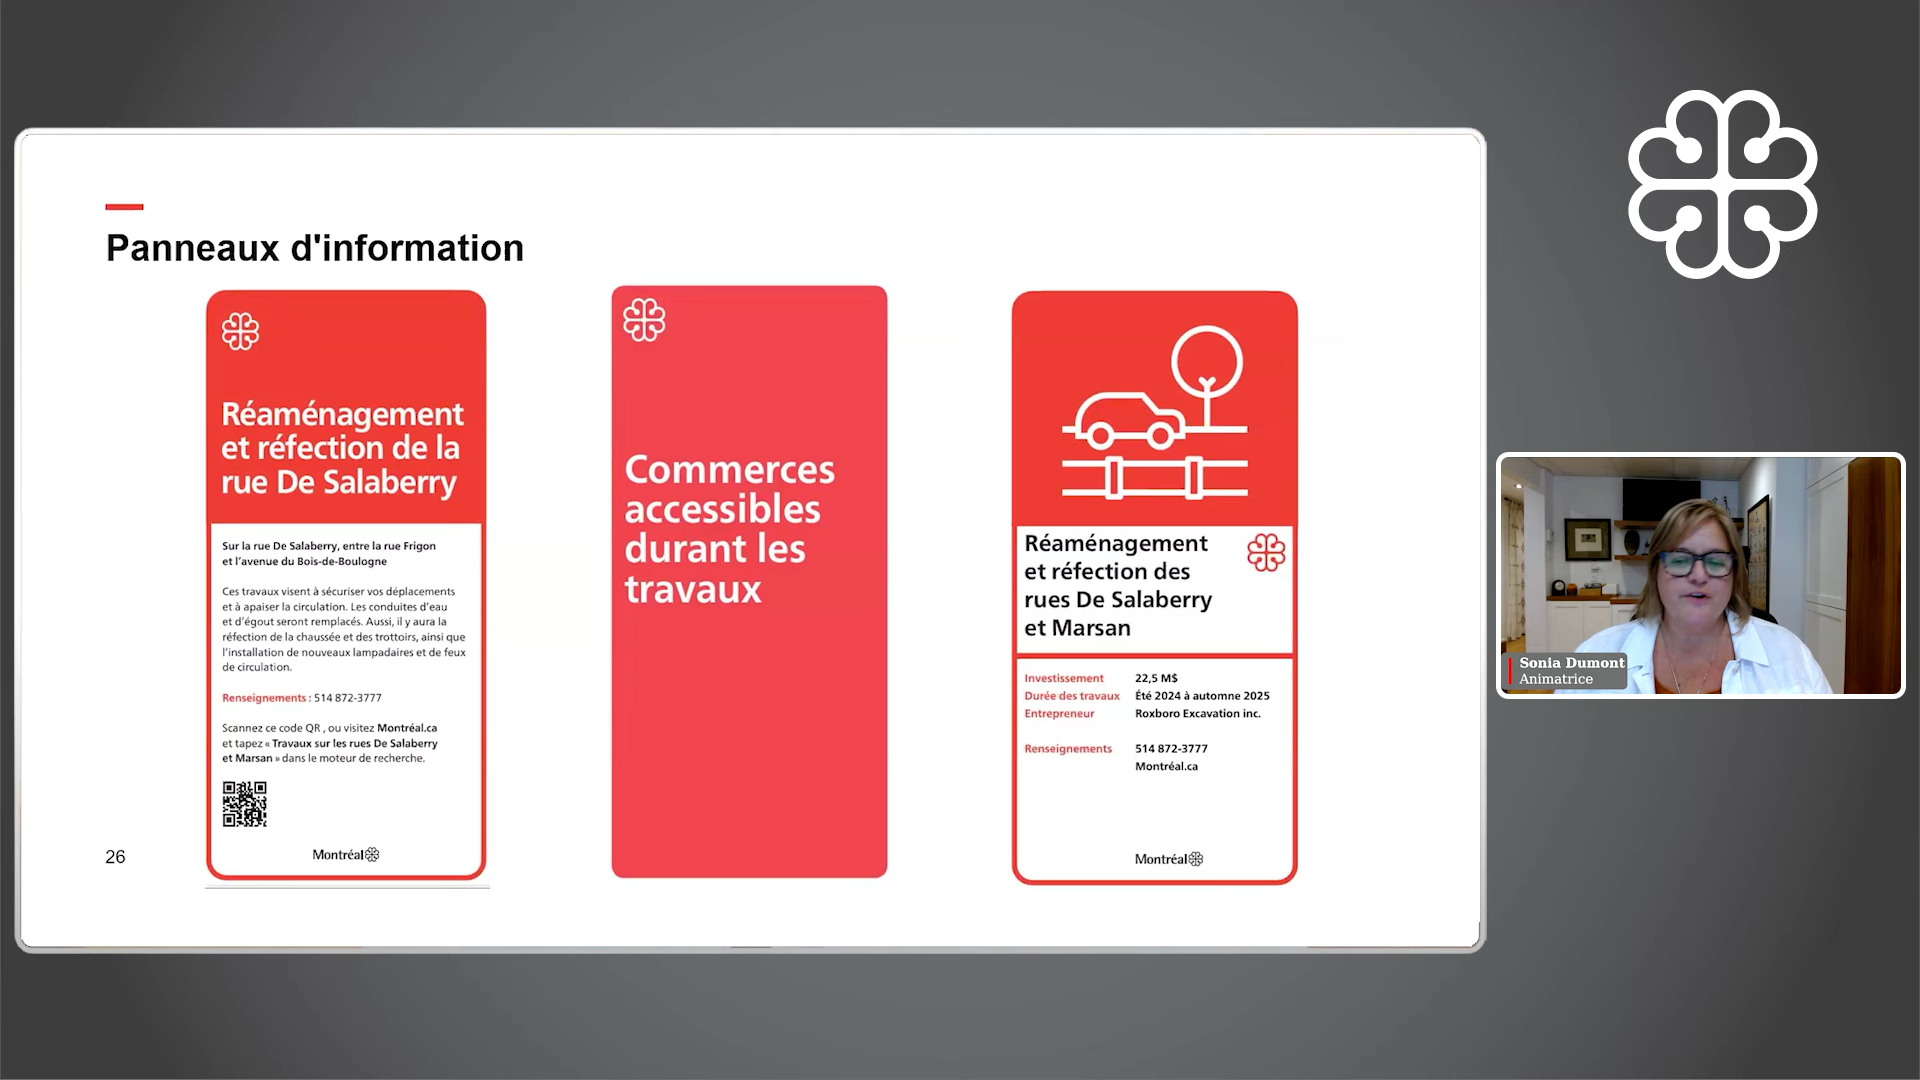 Panneaux d'information
Réaménagement
et réfection de la
rue De Salaberry
Sur la rue De Salaberry, entre la rue Frigon
et l'avenue du Bois-de-Boulogne
Ces travaux visent à sécuriser vos déplacements
et à apaiser la circulation. Les conduites d'eau
et d'égout seront remplacés. Aussi, il y aura la
réfection de la chaussée et des trottoirs, ainsi que
l'installation de nouveaux lampadaires et de feux
de circulation.
Renseignements : 514 872-3777
Scannez ce code QR , ou visitez Montréal.ca
et tapez « Travaux sur les rues De Salaberry
et Marsan » dans le moteur de recherche.
Montréal
Commerces
accessibles
durant les
travaux
Réaménagement
et réfection des
rues De Salaberry
et Marsan
Investissement 22,5 M$
Durée des travaux Été 2024 à automne 2025
Entrepreneur Roxboro Excavation inc.
Renseignements 514 872-3777
Montréal.ca
Montréal
26
Sonia Dumont
Animatrice